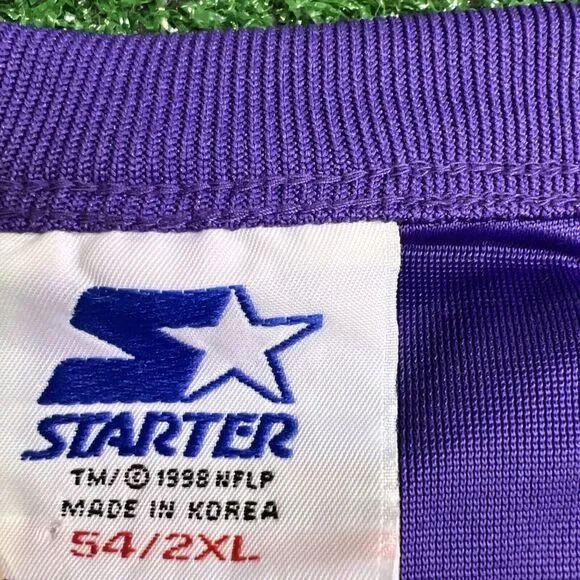 STARTER
TM/© 1998 NFLP
MADE IN KOREA
54/2XL